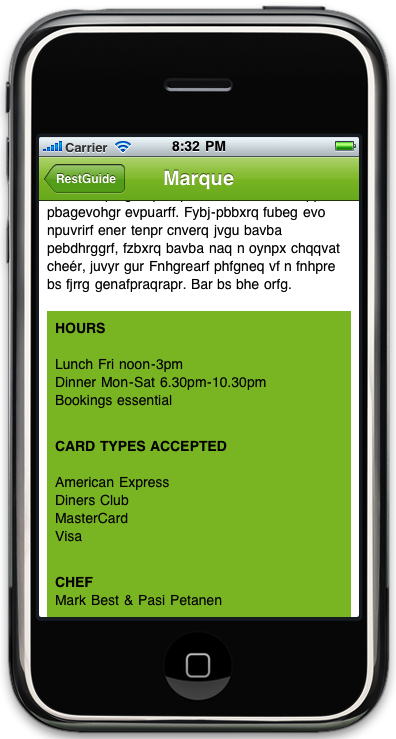 Carrier 8:32 PM
RestGuide Marque
pbagevohgr evpuarff. Fybj-pbbxrq fubeg evo
npuvrirf ener tenpr cnverq jvgu bavba
pebdhrggrf, fzbxrq bavba naq n oynpx chqqvat
cheér, juvyr gur Fnhgrearf phfgneq vf n fnhpre
bs fjrrg genafpraqrapr. Bar bs bhe orfg.
HOURS
Lunch Fri noon-3pm
Dinner Mon-Sat 6.30pm-10.30pm
Bookings essential
CARD TYPES ACCEPTED
American Express
Diners Club
MasterCard
Visa
CHEF
Mark Best & Pasi Petanen